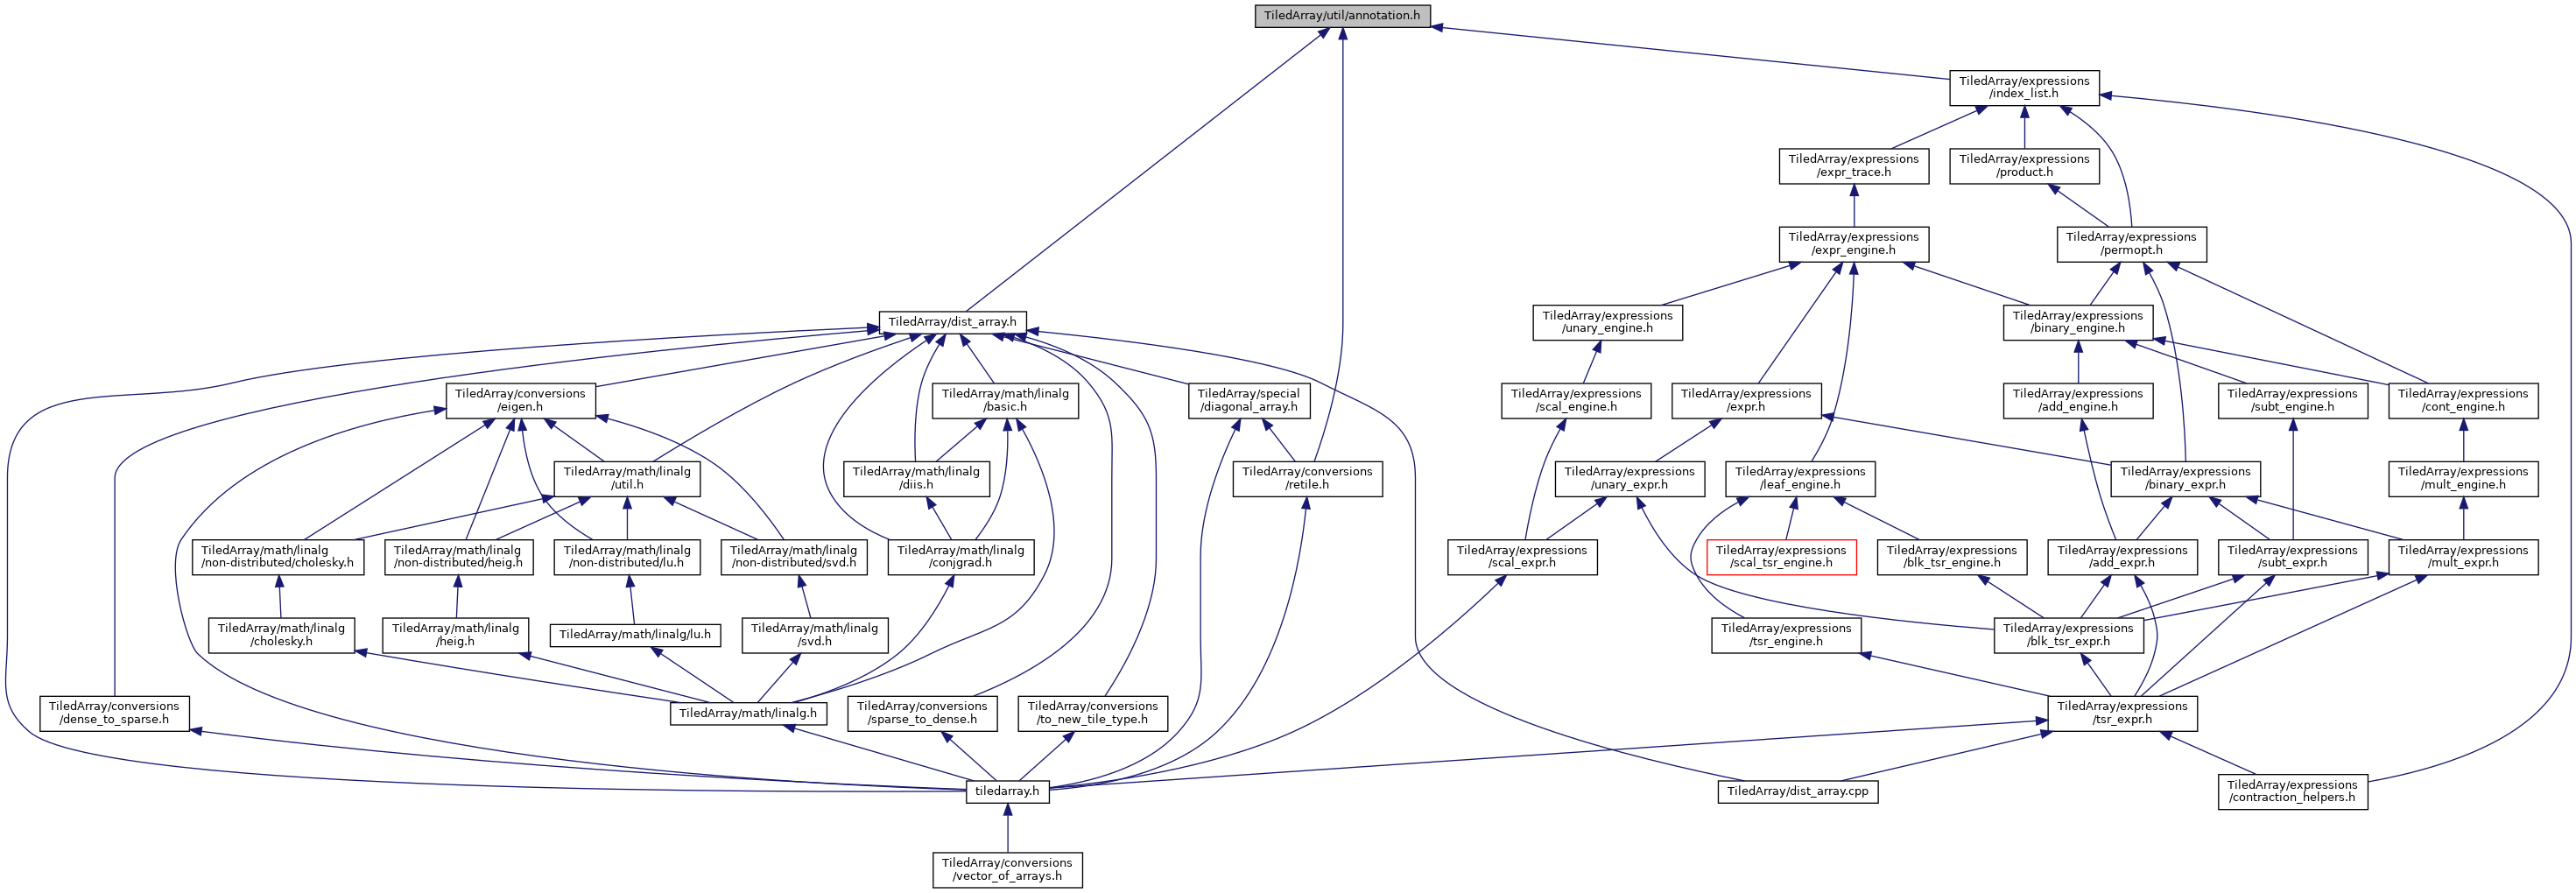 TiledArray/util/annotation.h
TiledArray/expressions
/index_list.h
TiledArray/expressions
/expr_trace.h
TiledArray/expressions
/product.h
TiledArray/expressions
/expr_engine.h
TiledArray/expressions
/permopt.h
TiledArray/dist_array.h
TiledArray/expressions
/unary_engine.h
TiledArray/expressions
/binary_engine.h
TiledArray/conversions
/eigen.h
TiledArray/math/linalg
/basic.h
TiledArray/special
/diagonal_array.h
TiledArray/expressions
/scal_engine.h
TiledArray/expressions
/expr.h
TiledArray/expressions
/add_engine.h
TiledArray/expressions
/subt_engine.h
TiledArray/expressions
/cont_engine.h
TiledArray/math/linalg
/util.h
TiledArray/math/linalg
/diis.h
TiledArray/conversions
/retile.h
TiledArray/expressions
/unary_expr.h
TiledArray/expressions
/leaf_engine.h
TiledArray/expressions
/binary_expr.h
TiledArray/expressions
/mult_engine.h
TiledArray/math/linalg
/non-distributed/cholesky.h
TiledArray/math/linalg
/non-distributed/heig.h
TiledArray/math/linalg
/non-distributed/lu.h
TiledArray/math/linalg
/non-distributed/svd.h
TiledArray/math/linalg
/conjgrad.h
TiledArray/expressions
/scal_expr.h
TiledArray/expressions
/scal_tsr_engine.h
TiledArray/expressions
/blk_tsr_engine.h
TiledArray/expressions
/add_expr.h
TiledArray/expressions
/subt_expr.h
TiledArray/expressions
/mult_expr.h
TiledArray/math/linalg
/cholesky.h
TiledArray/math/linalg
/heig.h
TiledArray/math/linalg/lu.h
TiledArray/math/linalg
/svd.h
TiledArray/expressions
/tsr_engine.h
TiledArray/expressions
/blk_tsr_expr.h
TiledArray/conversions
/dense_to_sparse.h
TiledArray/math/linalg.h
TiledArray/conversions
/sparse_to_dense.h
TiledArray/conversions
/to_new_tile_type.h
TiledArray/expressions
/tsr_expr.h
tiledarray.h
TiledArray/dist_array.cpp
TiledArray/expressions
/contraction_helpers.h
TiledArray/conversions
/vector_of_arrays.h